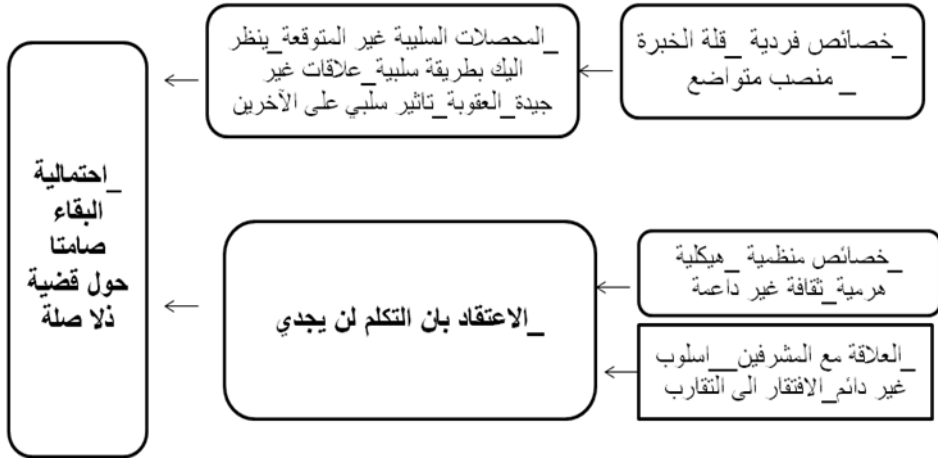 _خصائص فردية _قلة الخبرة
_ منصب متواضع
_المحصلات السليبة غير المتوقعة_ينظر
اليك بطريقة سلبية_علاقات غير
جيدة_العقوبة_تاثير سلبي على الآخرين
_خصائص منظمية _هيكلية
هرمية_ثقافة غير داعمة
_العلاقة مع المشرفين__اسلوب
غير دائم_الافتقار الى التقارب
_الاعتقاد بان التكلم لن يجدي
_احتمالية
البقاء
صامتا
حول قضية
ذلا صلة